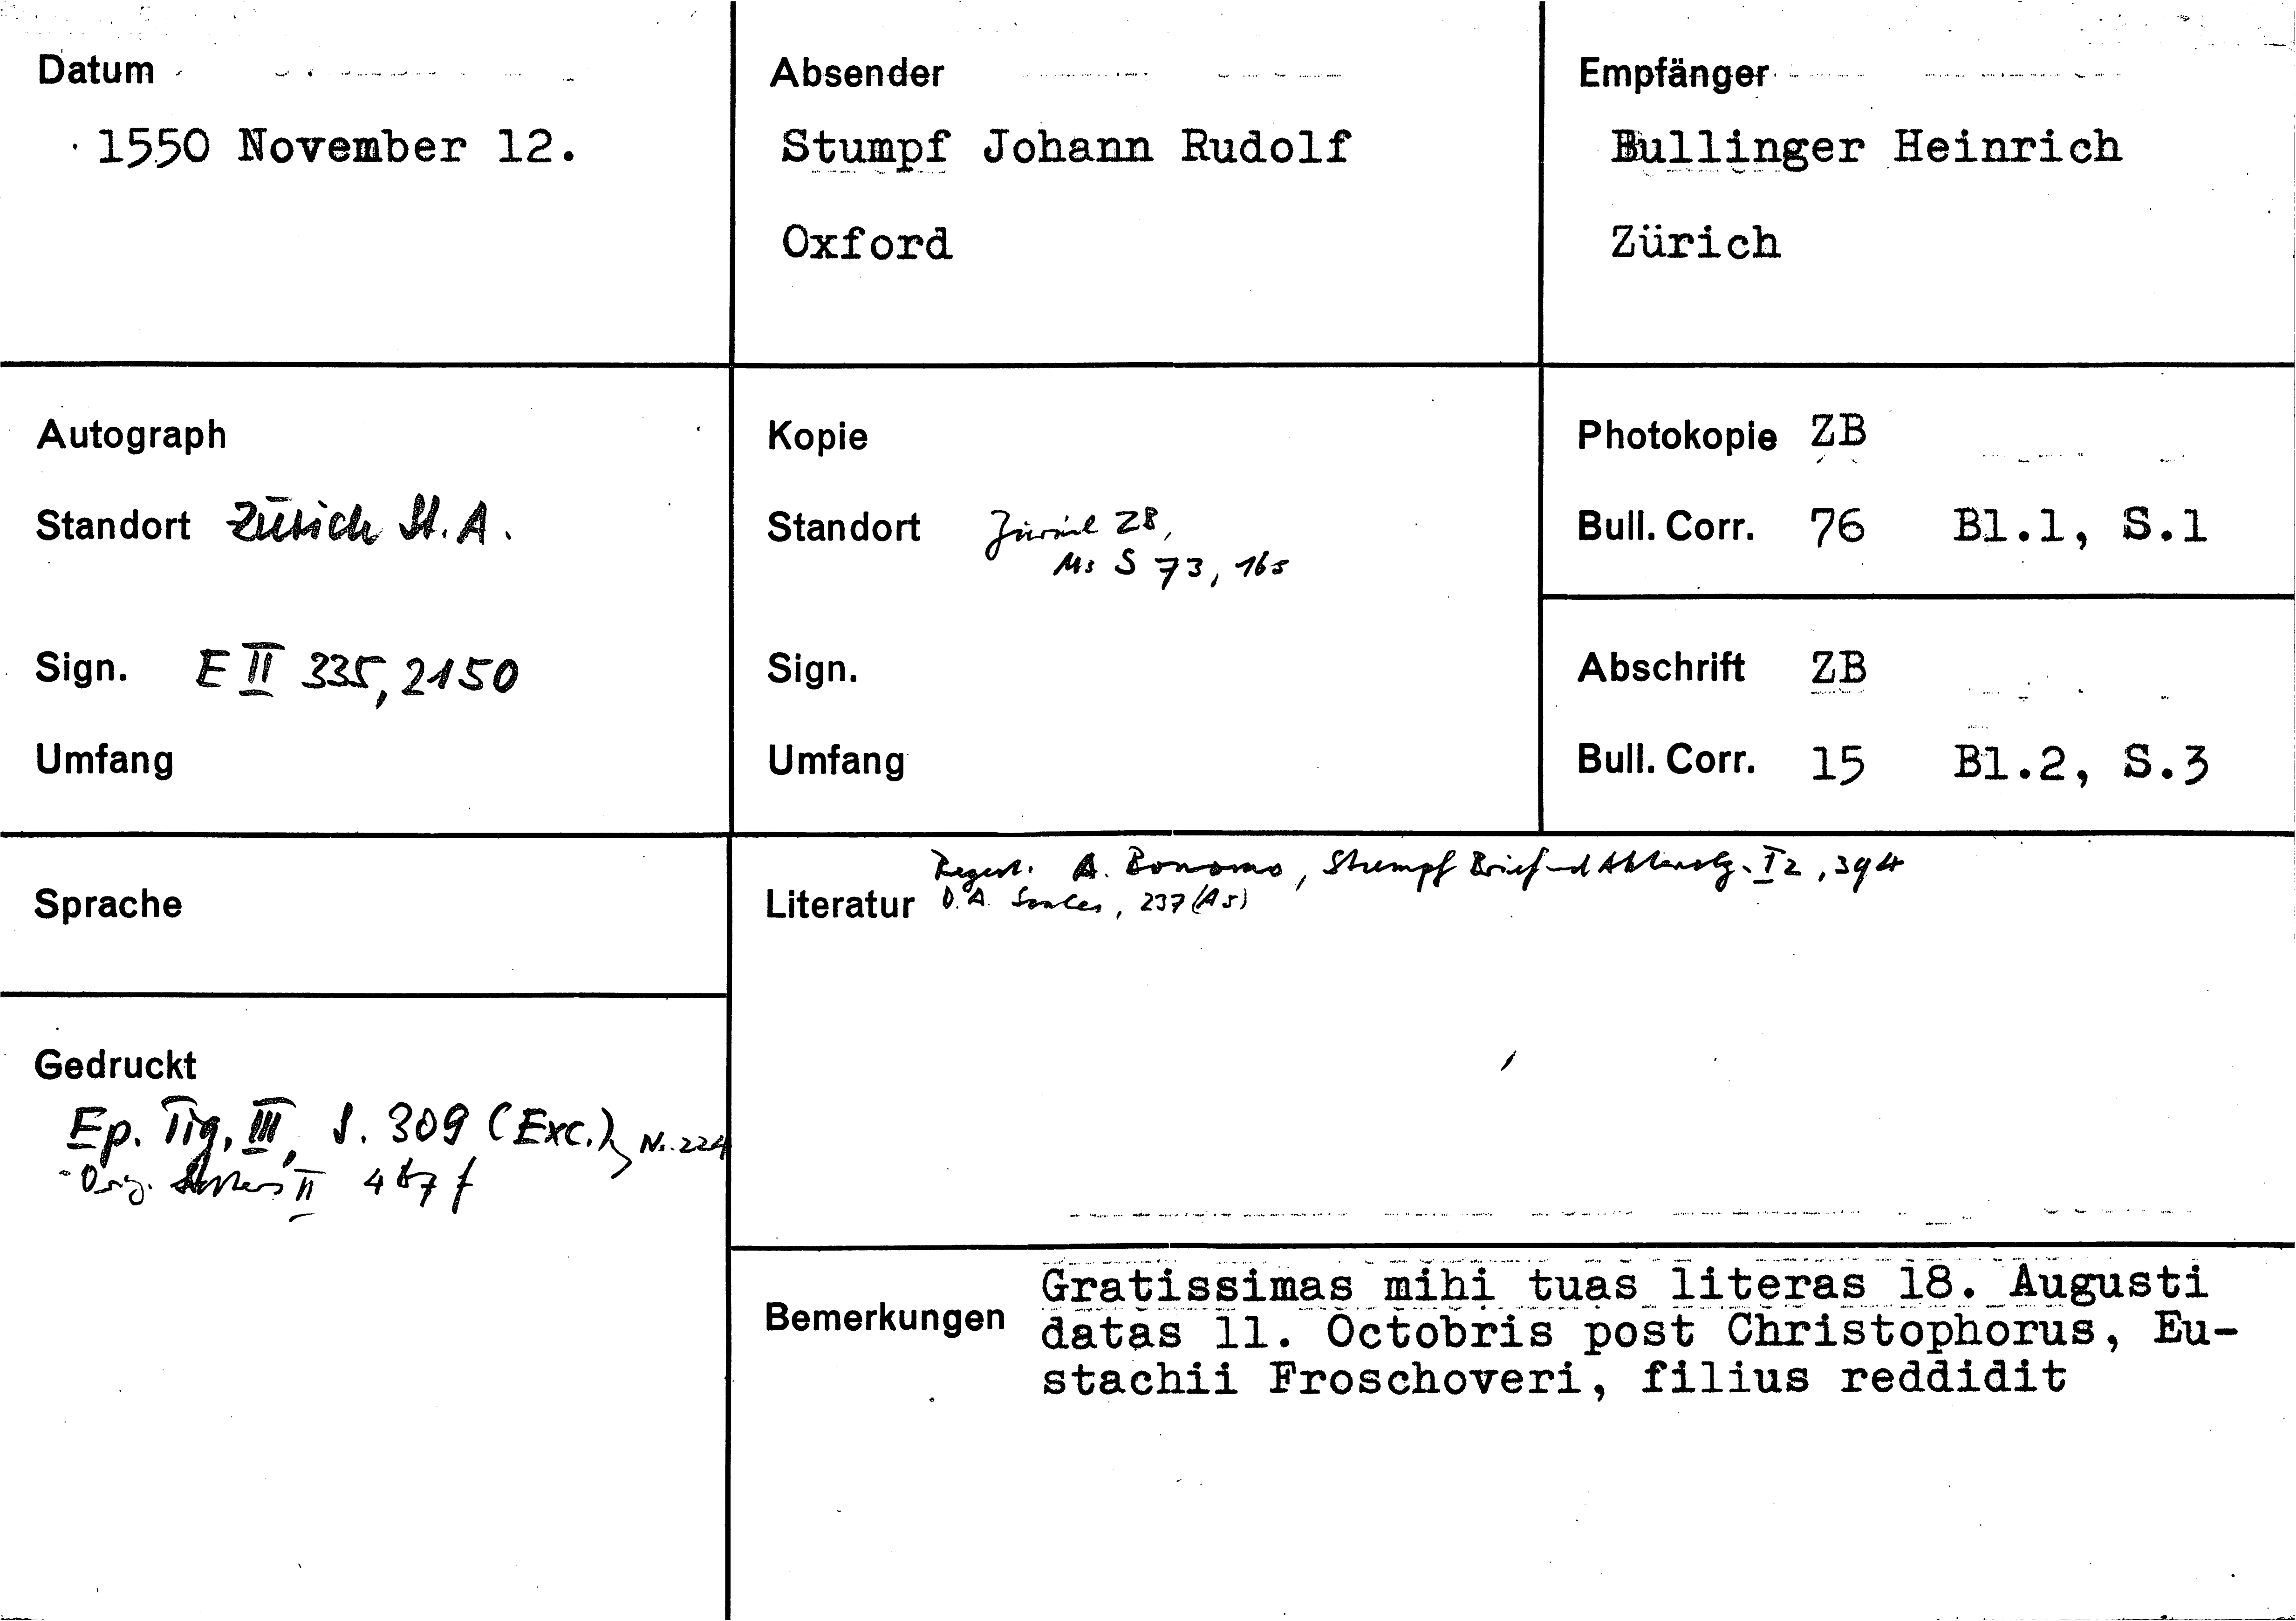 Datum
1550 November 12.
Absender
Stumpf Johann Rudolf
Oxford
Empfänger
Bullinger Heinrich
Zürich
Autograph
Standort Zürich St. A.
Sign. E II 335, 2150
Umfang
Kopie
Standort Zürich ZB,
Ms S 73, 165
Sign.
Umfang
Photokopie ZB
Bull. Corr. 76 Bl.1, S.1
Abschrift ZB
Bull. Corr. 15 Bl.2, S.3
Sprache
Gedruckt
Ep. Tig. III, S. 309 (Exc.), Nr. 224
Orig. Letters II 467 f
Regest. A. Bonomo, Stumpf Brief- I 2, 394
Literatur O.A. 237 (A5)
Bemerkungen
Gratissimas mihi tuas literas 18. Augusti
datas 11. Octobris post Christophorus, Eu-
stachii Froschoveri, filius reddidit